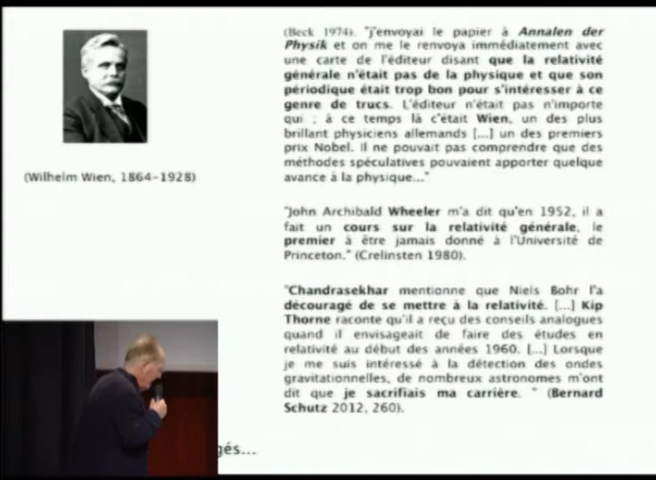 (Beck 1974). "j'envoyai le papier à Annalen der
Physik et on me le renvoya immédiatement avec
une carte de l'éditeur disant que la relativité
générale n'était pas de la physique et que son
périodique était trop bon pour s'intéresser à ce
genre de trucs. L'éditeur n'était pas n'importe
qui ; à ce temps là c'était Wien, un des plus
brillant physiciens allemands [...] un des premiers
prix Nobel. Il ne pouvait pas comprendre que des
méthodes spéculatives pouvaient apporter quelque
avance à la physique..."
(Wilhelm Wien, 1864-1928)
"John Archibald Wheeler m'a dit qu'en 1952, il a
fait un cours sur la relativité générale, le
premier à être jamais donné à l'Université de
Princeton." (Crelinsten 1980).
"Chandrasekhar mentionne que Niels Bohr l'a
découragé de se mettre à la relativité. [...] Kip
Thorne raconte qu'il a reçu des conseils analogues
quand il envisageait de faire des études en
relativité au début des années 1960. [...] Lorsque
je me suis intéressé à la détection des ondes
gravitationnelles, de nombreux astronomes m'ont
dit que je sacrifiais ma carrière. " (Bernard
Schutz 2012, 260).
gés...